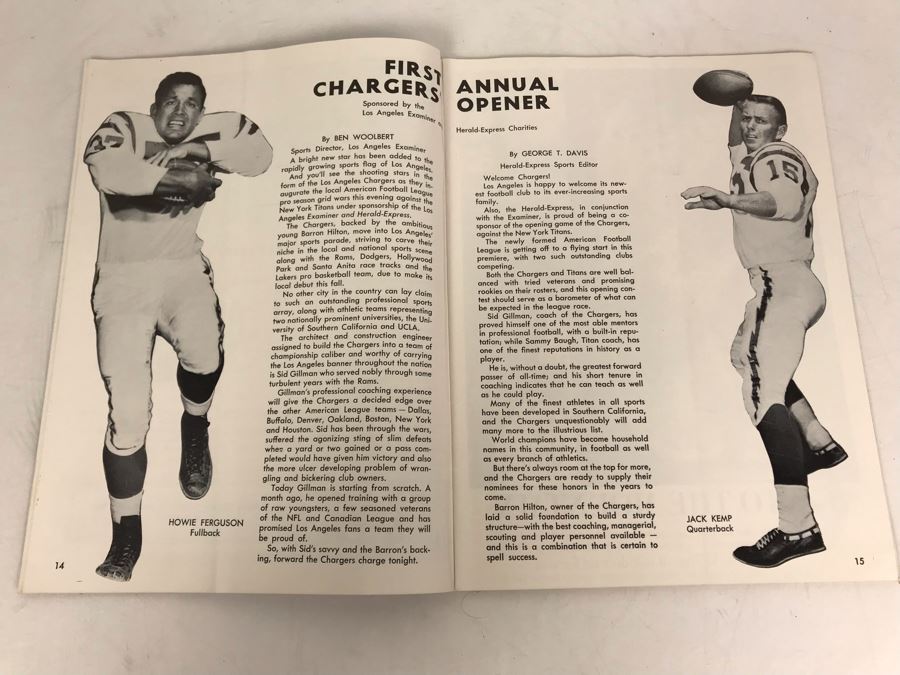 FIRST ANNUAL
CHARGERS' OPENER
Sponsored by the
Los Angeles Examiner
Herald-Express Charities
By BEN WOOLBERT
Sports Director, Los Angeles Examiner
A bright new star has been added to the
rapidly growing sports flag of Los Angeles.
And you'll see the shooting stars in the
form of the Los Angeles Chargers as they in-
augurate the local American Football League
pro season grid wars this evening against the
New York Titans under sponsorship of the Los
Angeles Examiner and Herald-Express.
The Chargers, backed by the ambitious
young Barron Hilton, move into Los Angeles'
major sports parade, striving to carve their
niche in the local and national sports scene
along with the Rams, Dodgers, Hollywood
Park and Santa Anita race tracks and the
Lakers pro basketball team, due to make its
local debut this fall.
No other city in the country can lay claim
to such an outstanding professional sports
array, along with athletic teams representing
two nationally prominent universities, the Uni-
versity of Southern California and UCLA.
The architect and construction engineer
assigned to build the Chargers into a team of
championship caliber and worthy of carrying
the Los Angeles banner throughout the nation
is Sid Gillman who served nobly through some
turbulent years with the Rams.
Gillman's professional coaching experience
will give the Chargers a decided edge over
the other American League teams — Dallas,
Buffalo, Denver, Oakland, Boston, New York
and Houston. Sid has been through the wars,
suffered the agonizing sting of slim defeats
when a yard or two gained or a pass com-
pleted would have given him victory and also
the more ulcer developing problem of wran-
gling and bickering club owners.
Today Gillman is starting from scratch. A
month ago, he opened training with a group
of raw youngsters, a few seasoned veterans
of the NFL and Canadian League and has
promised Los Angeles fans a team they will
be proud of.
So, with Sid's savvy and the Barron's back-
ing, forward the Chargers charge tonight.
HOWIE FERGUSON
Fullback
14
By GEORGE T. DAVIS
Herald-Express Sports Editor
Welcome Chargers!
Los Angeles is happy to welcome its new-
est football club to its ever-increasing sports
family.
Also, the Herald-Express, in conjunction
with the Examiner, is proud of being a co-
sponsor of the opening game of the Chargers,
against the New York Titans.
The newly formed American Football
League is getting off to a flying start in this
premiere, with two such outstanding clubs
competing.
Both the Chargers and Titans are well bal-
anced with tried veterans and promising
rookies on their rosters, and this opening con-
test should serve as a barometer of what can
be expected in the league race.
Sid Gillman, coach of the Chargers, has
proved himself one of the most able mentors
in professional football, with a built-in repu-
tation; while Sammy Baugh, Titan coach, has
one of the finest reputations in history as a
player.
He is, without a doubt, the greatest forward
passer of all-time; and his short tenure in
coaching indicates that he can teach as well
as he could play.
Many of the finest athletes in all sports
have been developed in Southern California,
and the Chargers unquestionably will add
many more to the illustrious list.
World champions have become household
names in this community, in football as well
as every branch of athletics.
But there's always room at the top for more,
and the Chargers are ready to supply their
nominees for these honors in the years to
come.
Barron Hilton, owner of the Chargers, has
laid a solid foundation to build a sturdy
structure—with the best coaching, managerial,
scouting and player personnel available —
and this is a combination that is certain to
spell success.
15
JACK KEMP
Quarterback
15